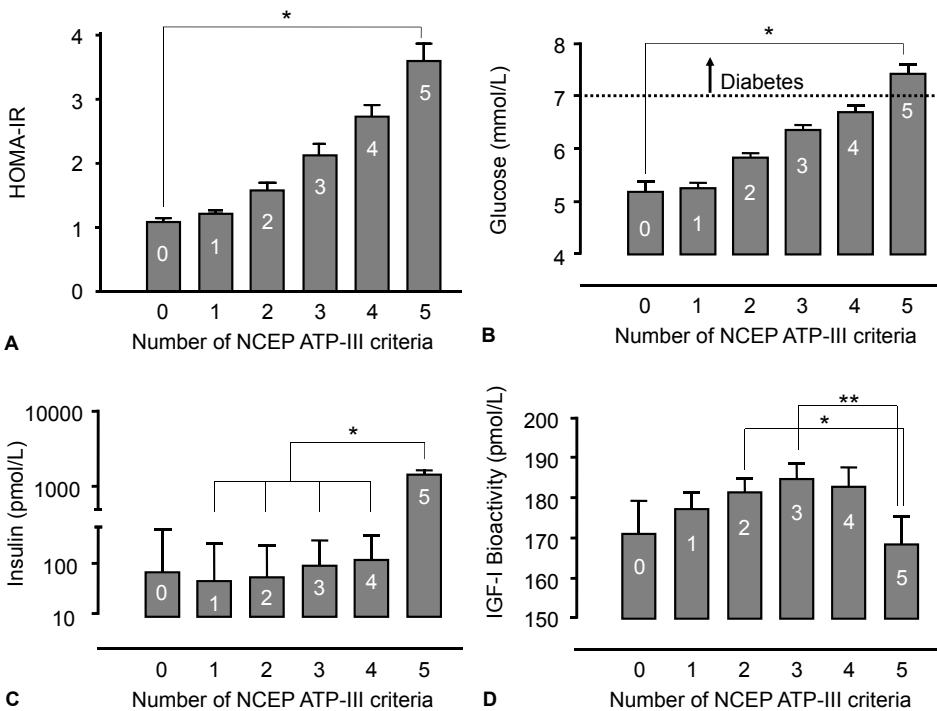 *
4
3
2
1
0
HOMA-IR
0
1
2
3
4
5
0 1 2 3 4 5
Number of NCEP ATP-III criteria
A
*
8
7
6
5
4
Glucose (mmol/L)
Diabetes
0
1
2
3
4
5
0 1 2 3 4 5
Number of NCEP ATP-III criteria
B
*
10000
1000
100
10
Insulin (pmol/L)
0
1
2
3
4
5
0 1 2 3 4 5
Number of NCEP ATP-III criteria
C
**
*
200
190
180
170
160
150
IGF-I Bioactivity (pmol/L)
0
1
2
3
4
5
0 1 2 3 4 5
Number of NCEP ATP-III criteria
D